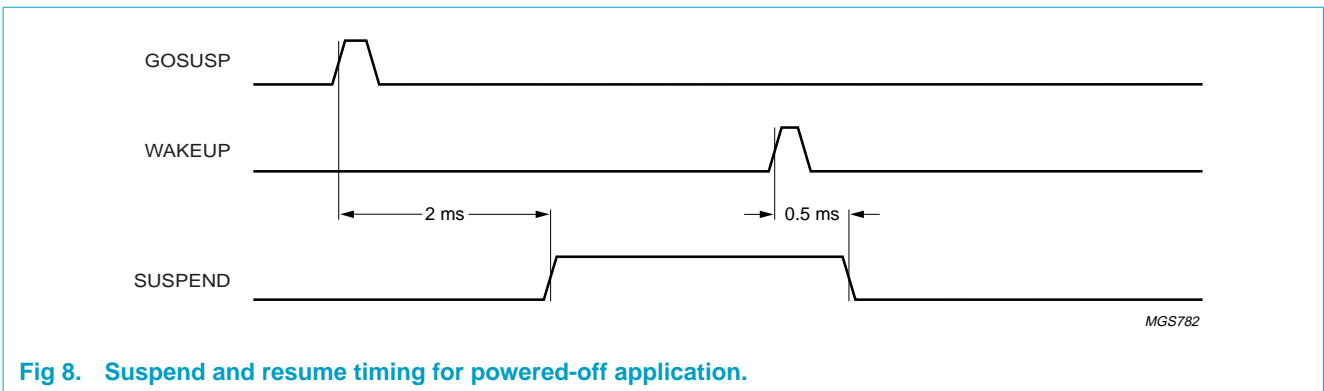 GOSUSP
WAKEUP
2 ms
0.5 ms
SUSPEND
MGS782
Fig 8. Suspend and resume timing for powered-off application.